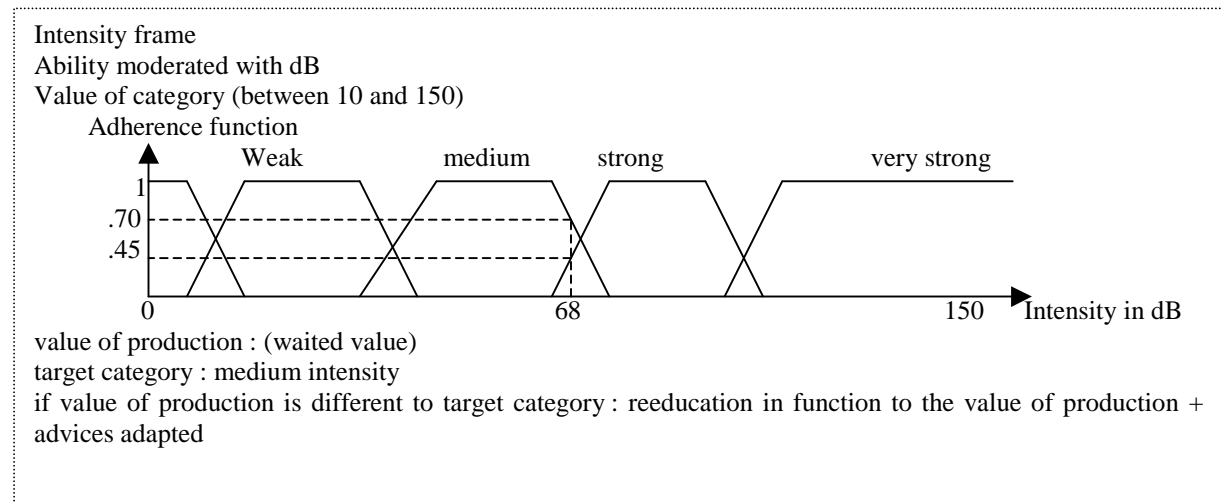 Intensity frame
Ability moderated with dB
Value of category (between 10 and 150)
Adherence function
Weak medium strong very strong
1
.70
.45
0 68 150 Intensity in dB
value of production : (waited value)
target category : medium intensity
if value of production is different to target category : reeducation in function to the value of production +
advices adapted